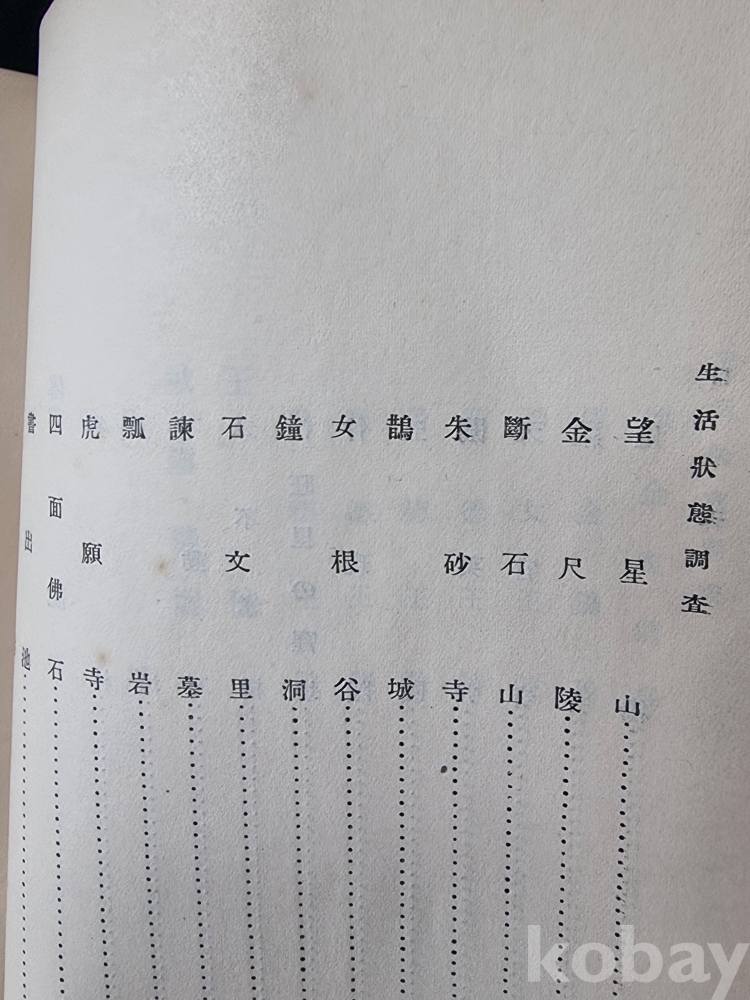 生活狀態調査
望星山
金尺陵
斷石山
朱砂寺
鵲城
女根谷
鐘洞
石文里
諫墓
瓢岩
虎願寺
四面佛石
書出池
kobay